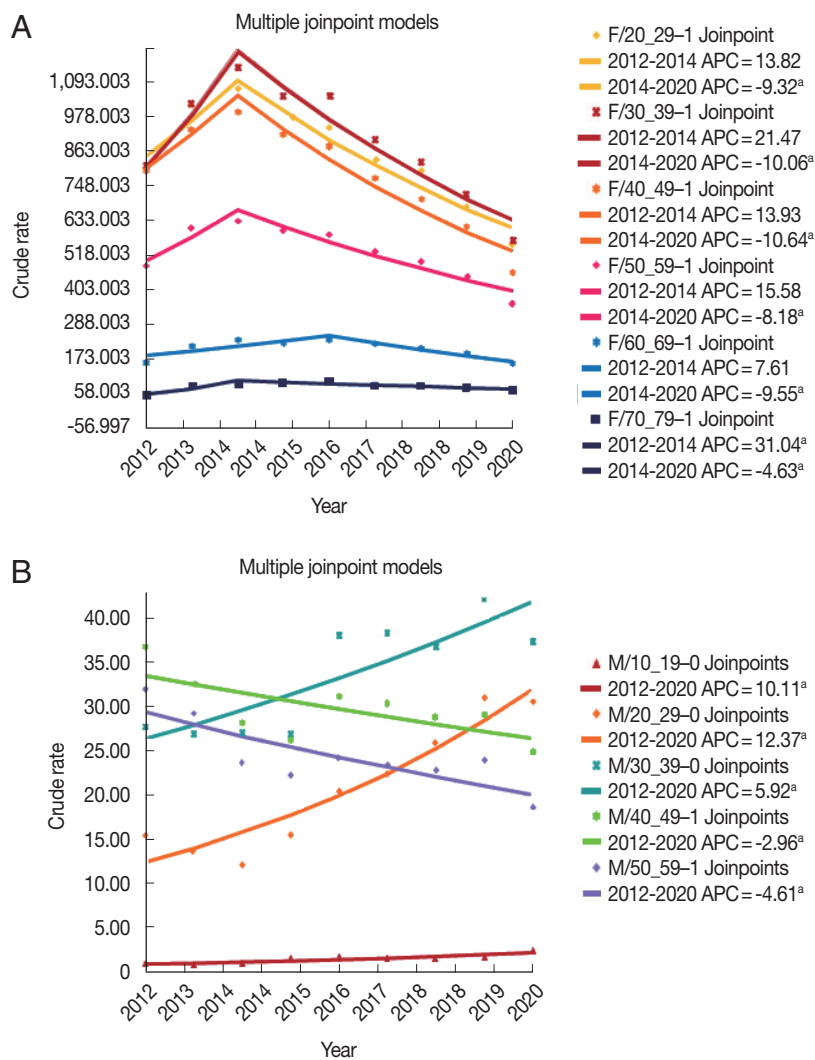 A
Multiple joinpoint models
1,093.003
978.003
863.003
748.003
633.003
518.003
403.003
288.003
173.003
58.003
-56.997
Crude rate
2012
2013
2014
2014
2015
2016
2017
2018
2018
2019
2020
Year
F/20_29–1 Joinpoint
2012-2014 APC = 13.82
2014-2020 APC = -9.32ᵃ
F/30_39–1 Joinpoint
2012-2014 APC = 21.47
2014-2020 APC = -10.06ᵃ
F/40_49–1 Joinpoint
2012-2014 APC = 13.93
2014-2020 APC = -10.64ᵃ
F/50_59–1 Joinpoint
2012-2014 APC = 15.58
2014-2020 APC = -8.18ᵃ
F/60_69–1 Joinpoint
2012-2014 APC = 7.61
2014-2020 APC = -9.55ᵃ
F/70_79–1 Joinpoint
2012-2014 APC = 31.04ᵃ
2014-2020 APC = -4.63ᵃ
B
Multiple joinpoint models
40.00
35.00
30.00
25.00
20.00
15.00
10.00
5.00
0
Crude rate
2012
2013
2014
2014
2015
2016
2017
2018
2018
2019
2020
Year
M/10_19–0 Joinpoints
2012-2020 APC = 10.11ᵃ
M/20_29–0 Joinpoints
2012-2020 APC = 12.37ᵃ
M/30_39–0 Joinpoints
2012-2020 APC = 5.92ᵃ
M/40_49–1 Joinpoints
2012-2020 APC = -2.96ᵃ
M/50_59–1 Joinpoints
2012-2020 APC = -4.61ᵃ